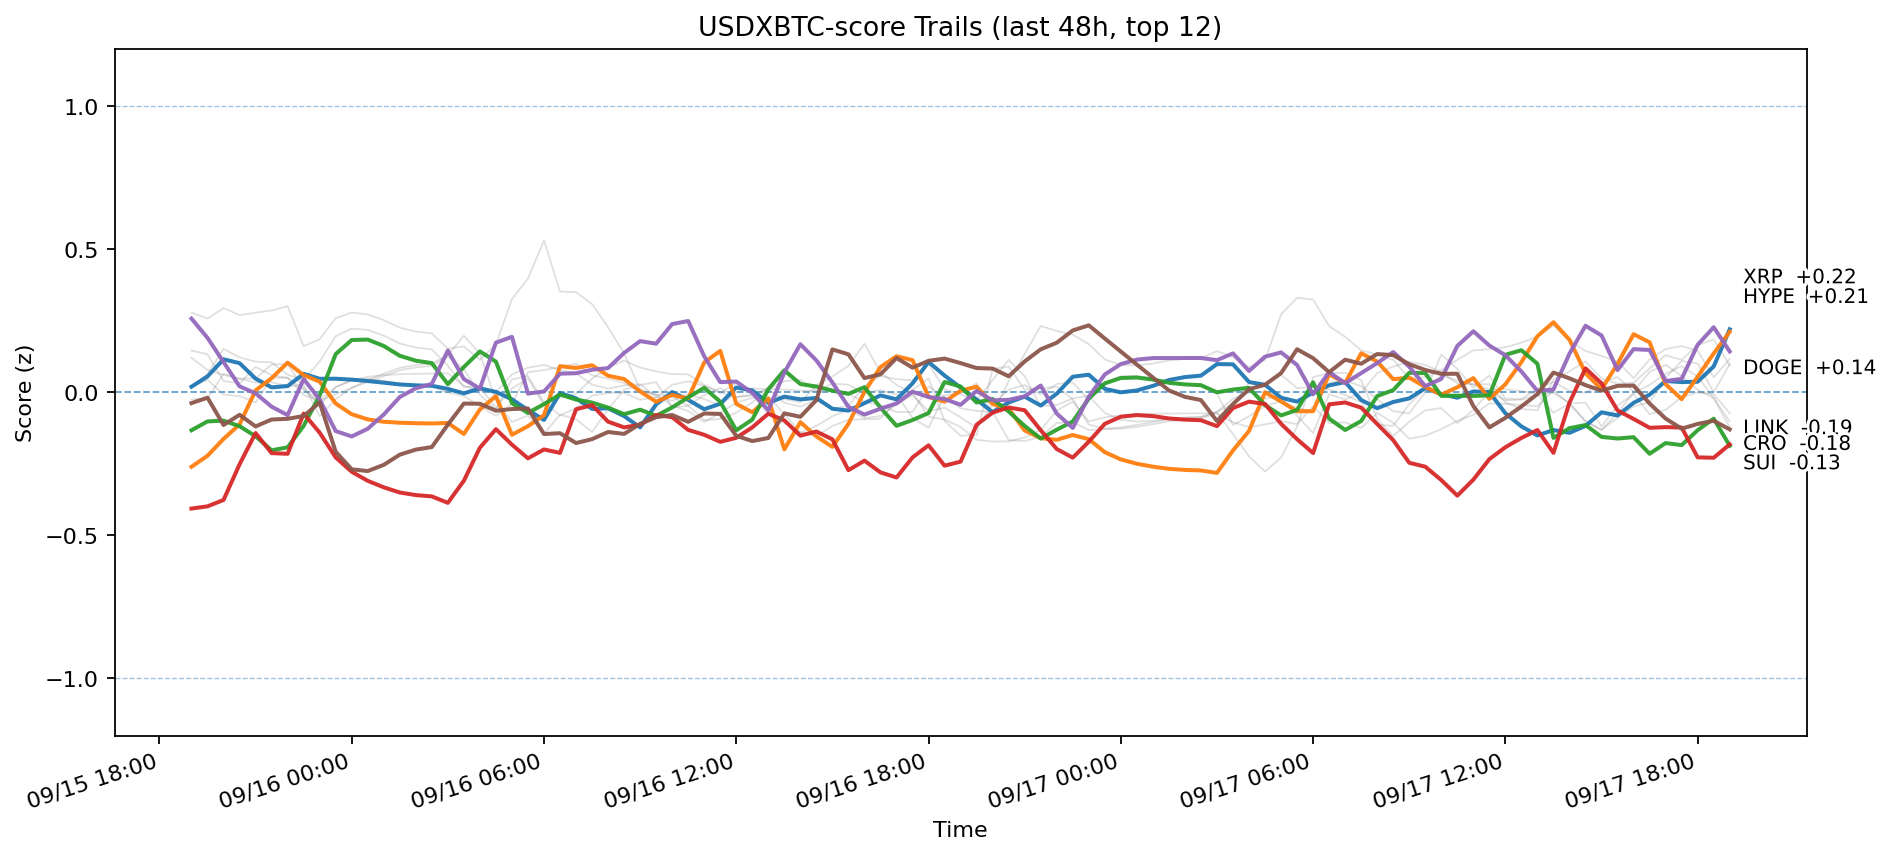 USDXBTC-score Trails (last 48h, top 12)
Score (z)
1.0
0.5
0.0
−0.5
−1.0
XRP +0.22
HYPE +0.21
DOGE +0.14
LINK -0.19
CRO -0.18
SUI -0.13
09/15 18:00
09/16 00:00
09/16 06:00
09/16 12:00
09/16 18:00
09/17 00:00
09/17 06:00
09/17 12:00
09/17 18:00
Time